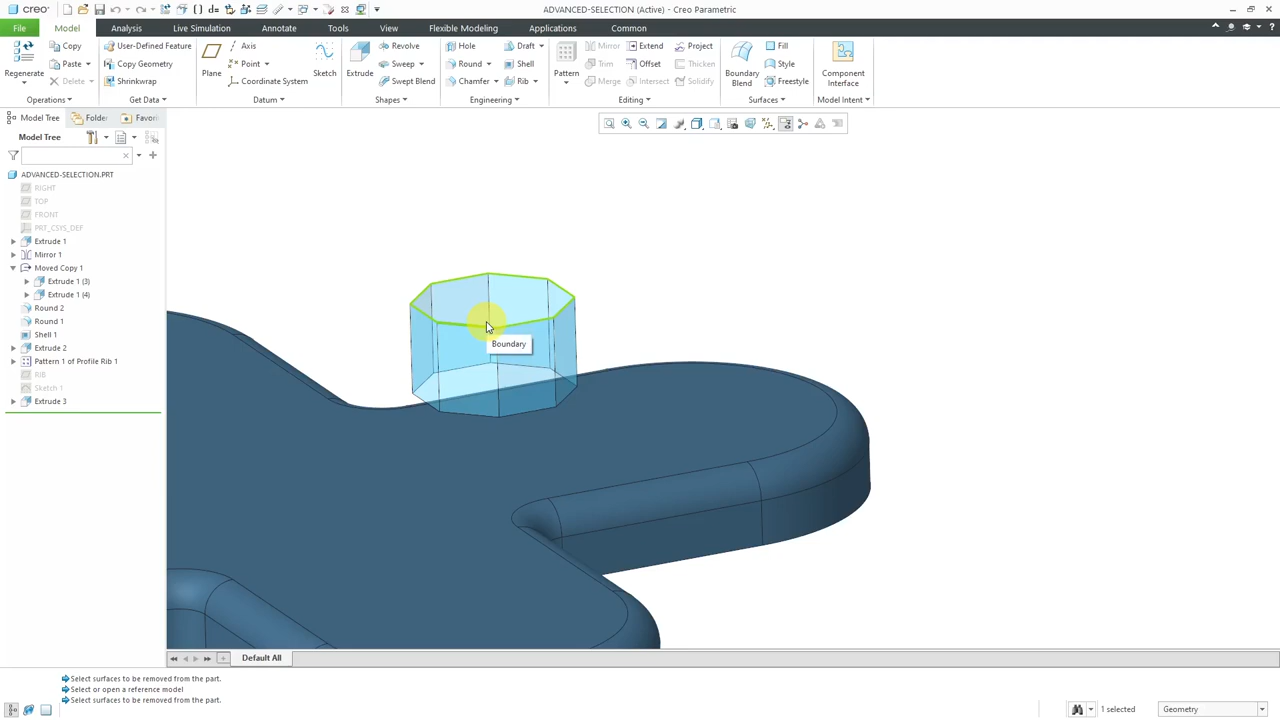 creo
ADVANCED-SELECTION (Active) - Creo Parametric
File Model Analysis Live Simulation Annotate Tools View Flexible Modeling Applications Common
Regenerate Copy Paste Delete
Operations
User-Defined Feature
Copy Geometry
Shrinkwrap
Get Data
Plane Axis Point Coordinate System Sketch
Datum
Extrude Revolve Sweep Swept Blend
Shapes
Hole Draft
Round Shell
Chamfer Rib
Engineering
Pattern Mirror Extend Project
Trim Offset Thicken
Merge Intersect Solidify
Editing
Boundary Blend Fill Style Freestyle
Surfaces
Component Interface
Model Intent
Model Tree Folder Favori
Model Tree
ADVANCED-SELECTION.PRT
RIGHT
TOP
FRONT
PRT_CSYS_DEF
Extrude 1
Mirror 1
Moved Copy 1
Extrude 1 (3)
Extrude 1 (4)
Round 2
Round 1
Shell 1
Extrude 2
Pattern 1 of Profile Rib 1
RIB
Sketch 1
Extrude 3
Boundary
Default All
Select surfaces to be removed from the part.
Select or open a reference model
Select surfaces to be removed from the part.
1 selected
Geometry